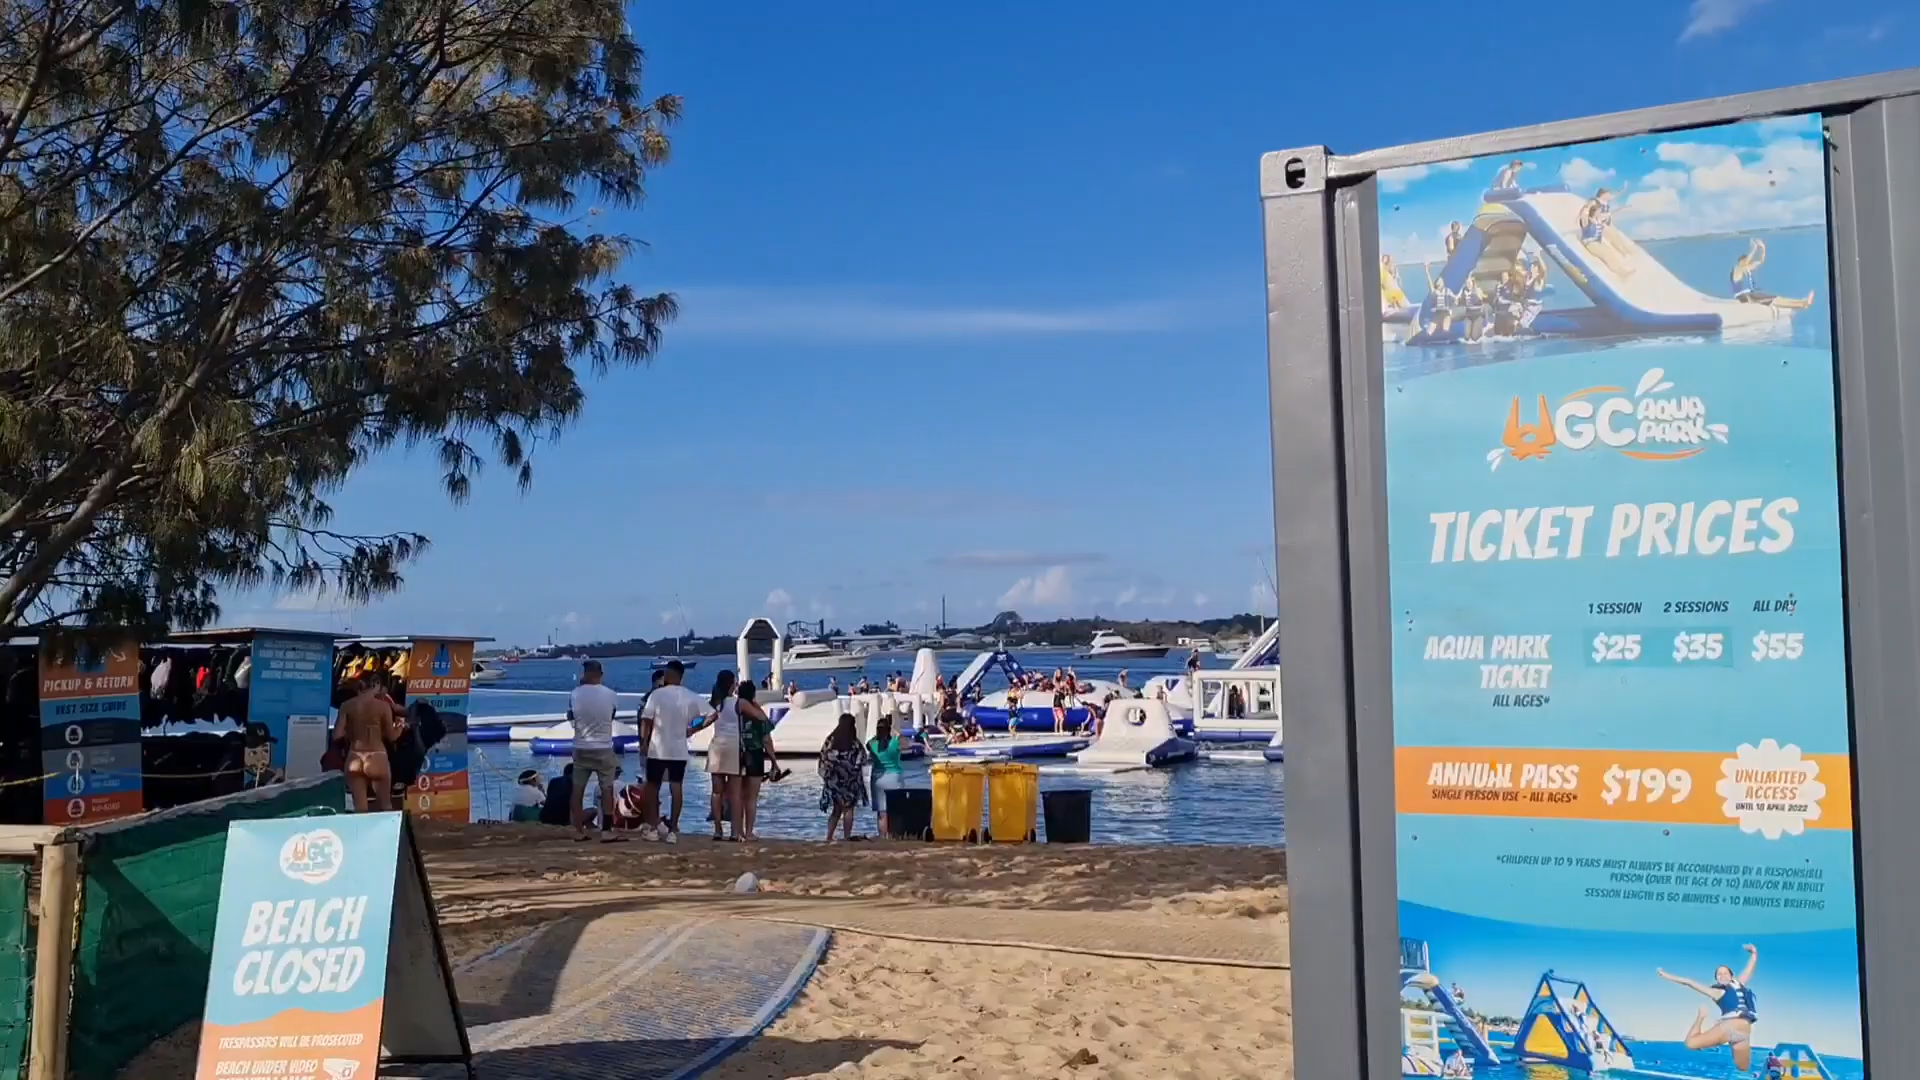 GC AQUA PARK
TICKET PRICES
1 SESSION 2 SESSIONS ALL DAY
AQUA PARK TICKET $25 $35 $55
ALL AGES*
ANNUAL PASS $199
SINGLE PERSON USE - ALL AGES*
UNLIMITED
ACCESS
UNTIL 10 APRIL 2022
*CHILDREN UP TO 9 YEARS MUST ALWAYS BE ACCOMPANIED BY A RESPONSIBLE
PERSON (OVER THE AGE OF 10) AND/OR AN ADULT
SESSION LENGTH IS 50 MINUTES + 10 MINUTES BRIEFING
PICKUP & RETURN
VEST SIZE GUIDE
PICKUP & RETURN
GC
BEACH
CLOSED
TRESPASSERS WILL BE PROSECUTED
BEACH UNDER VIDEO